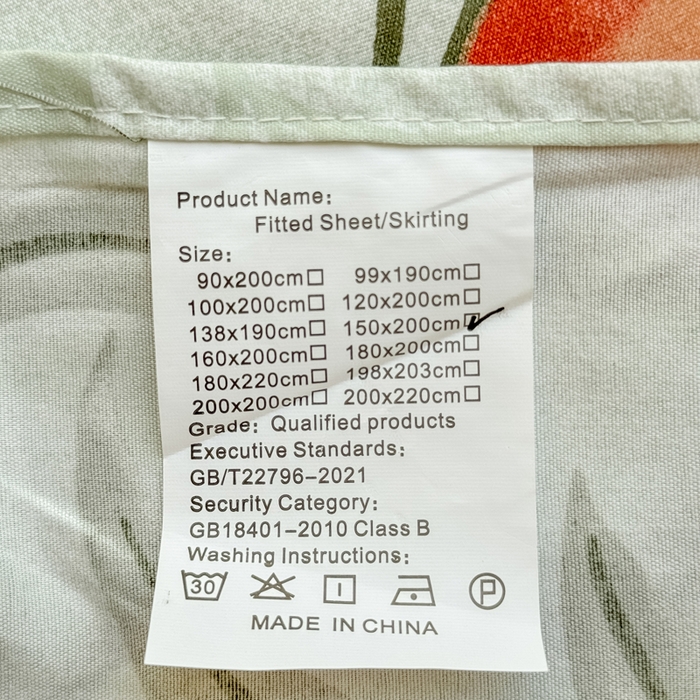 Product Name:
Fitted Sheet/Skirting
Size:
90x200cm☐ 99x190cm☐
100x200cm☐ 120x200cm☐
138x190cm☐ 150x200cm☑
160x200cm☐ 180x200cm☐
180x220cm☐ 198x203cm☐
200x200cm☐ 200x220cm☐
Grade: Qualified products
Executive Standards:
GB/T22796–2021
Security Category:
GB18401–2010 Class B
Washing Instructions:
30 P
MADE IN CHINA